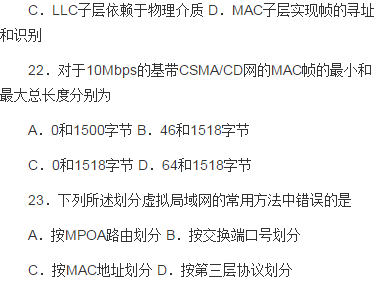 C．LLC子层依赖于物理介质 D．MAC子层实现帧的寻址
和识别
22．对于10Mbps的基带CSMA/CD网的MAC帧的最小和
最大总长度分别为
A．0和1500字节 B．46和1518字节
C．0和1518字节 D．64和1518字节
23．下列所述划分虚拟局域网的常用方法中错误的是
A．按MPOA路由划分 B．按交换端口号划分
C．按MAC地址划分 D．按第三层协议划分